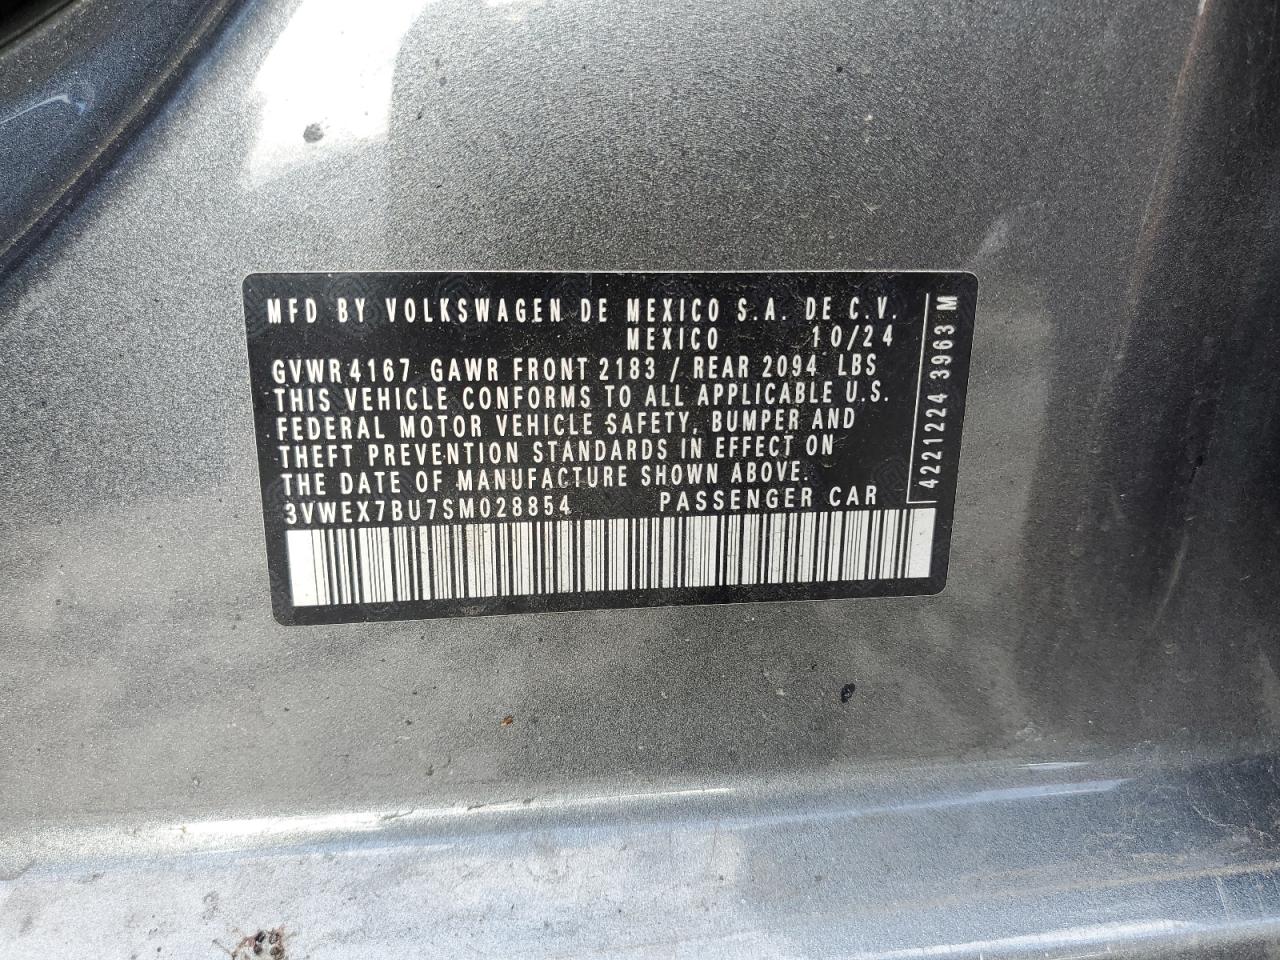 MFD BY VOLKSWAGEN DE MEXICO S.A. DE C.V.
MEXICO 10/24
GVWR 4167 GAWR FRONT 2183 / REAR 2094 LBS
THIS VEHICLE CONFORMS TO ALL APPLICABLE U.S.
FEDERAL MOTOR VEHICLE SAFETY, BUMPER AND
THEFT PREVENTION STANDARDS IN EFFECT ON
THE DATE OF MANUFACTURE SHOWN ABOVE.
3VWEX7BU7SM028854 PASSENGER CAR
4221224 3963 M